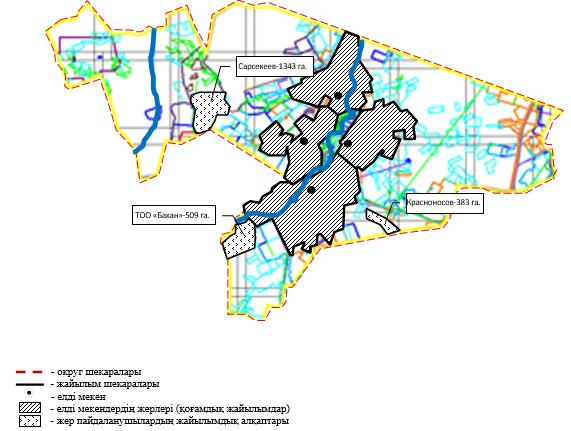 Сарсекеев-1343 га.
Красноносов-383 га.
ТОО «Бахан»-509 га.
- округ шекаралары
- жайылым шекаралары
- елді мекен
- елді мекендердің жерлері (қоғамдық жайылымдар)
- жер пайдаланушылардың жайылымдық алқаптары